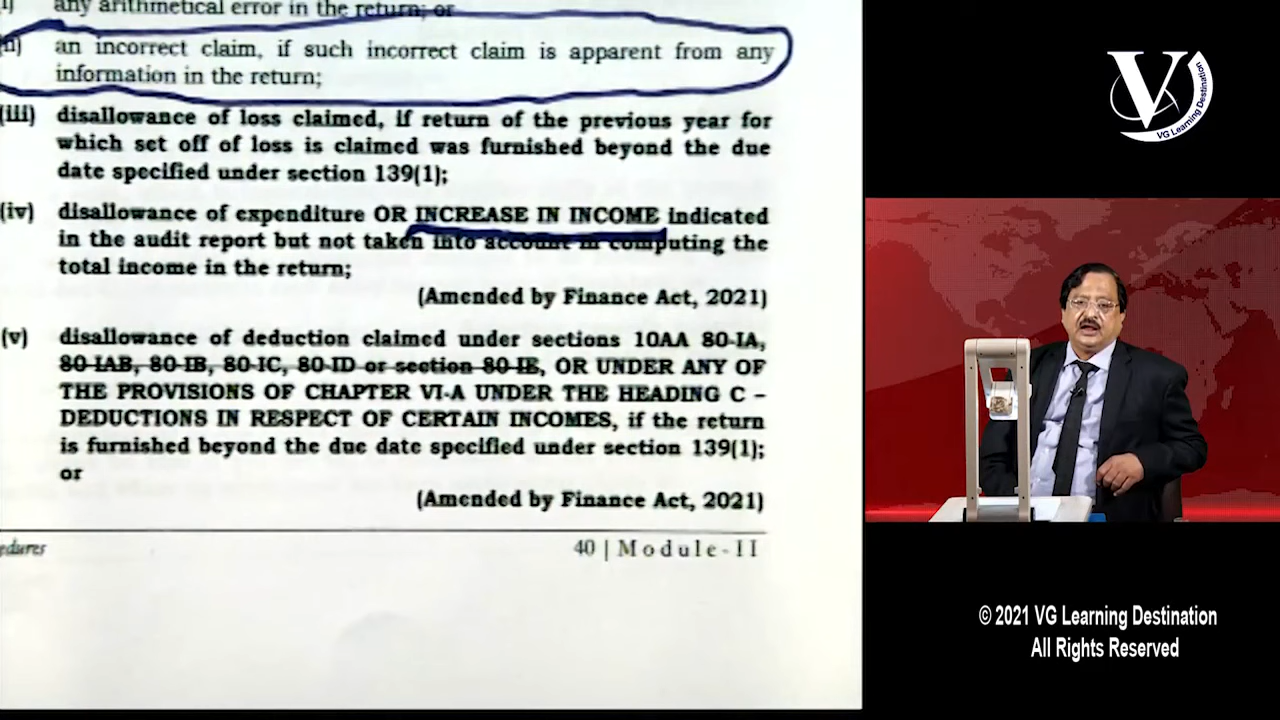 i) any arithmetical error in the return; or
ii) an incorrect claim, if such incorrect claim is apparent from any
information in the return;
(iii) disallowance of loss claimed, if return of the previous year for
which set off of loss is claimed was furnished beyond the due
date specified under section 139(1);
(iv) disallowance of expenditure OR INCREASE IN INCOME indicated
in the audit report but not taken into account in computing the
total income in the return;
(Amended by Finance Act, 2021)
(v) disallowance of deduction claimed under sections 10AA 80-IA,
80-IAB, 80-IB, 80-IC, 80-ID or section 80-IE, OR UNDER ANY OF
THE PROVISIONS OF CHAPTER VI-A UNDER THE HEADING C –
DEDUCTIONS IN RESPECT OF CERTAIN INCOMES, if the return
is furnished beyond the due date specified under section 139(1);
or
(Amended by Finance Act, 2021)
edures 40 | Module-II
V
VG Learning Destination
© 2021 VG Learning Destination
All Rights Reserved